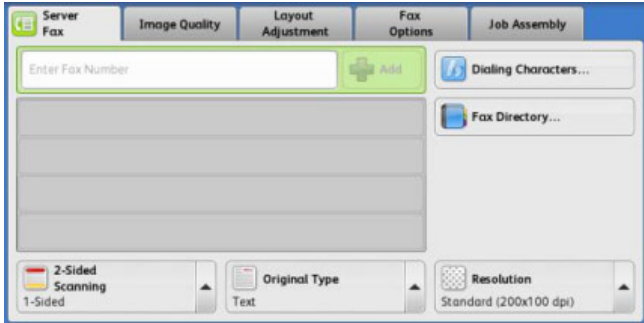 Server
Fax
Image Quality
Layout
Adjustment
Fax
Options
Job Assembly
Enter Fax Number
Add
Dialing Characters...
Fax Directory...
2-Sided
Scanning
1-Sided
Original Type
Text
Resolution
Standard (200x100 dpi)